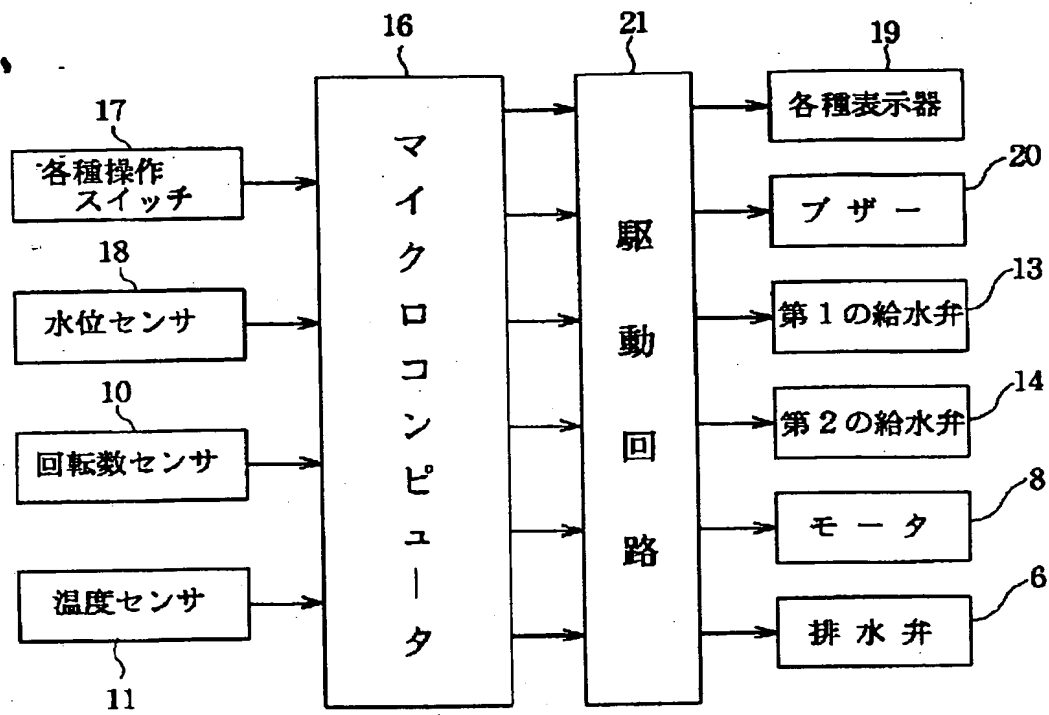 16
21
19
17
各種操作
スイッチ
18
水位センサ
10
回転数センサ
温度センサ
11
マイクロコンピュータ
駆動回路
各種表示器
20
ブザー
13
第1の給水弁
14
第2の給水弁
8
モータ
6
排水弁